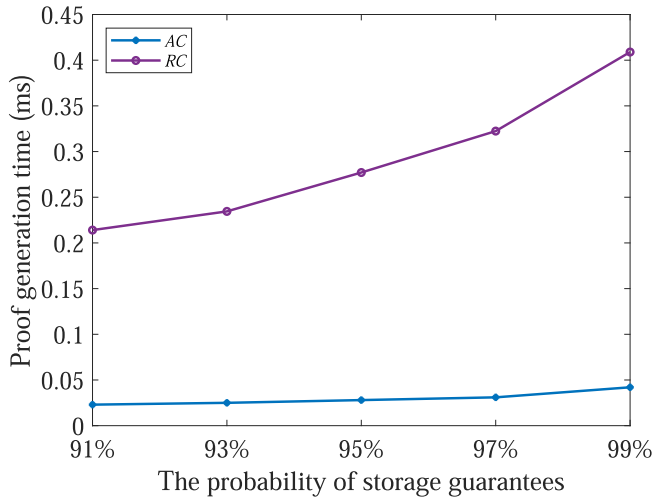 0.45
0.4
0.35
0.3
0.25
0.2
0.15
0.1
0.05
0
Proof generation time (ms)
AC
RC
91% 93% 95% 97% 99%
The probability of storage guarantees